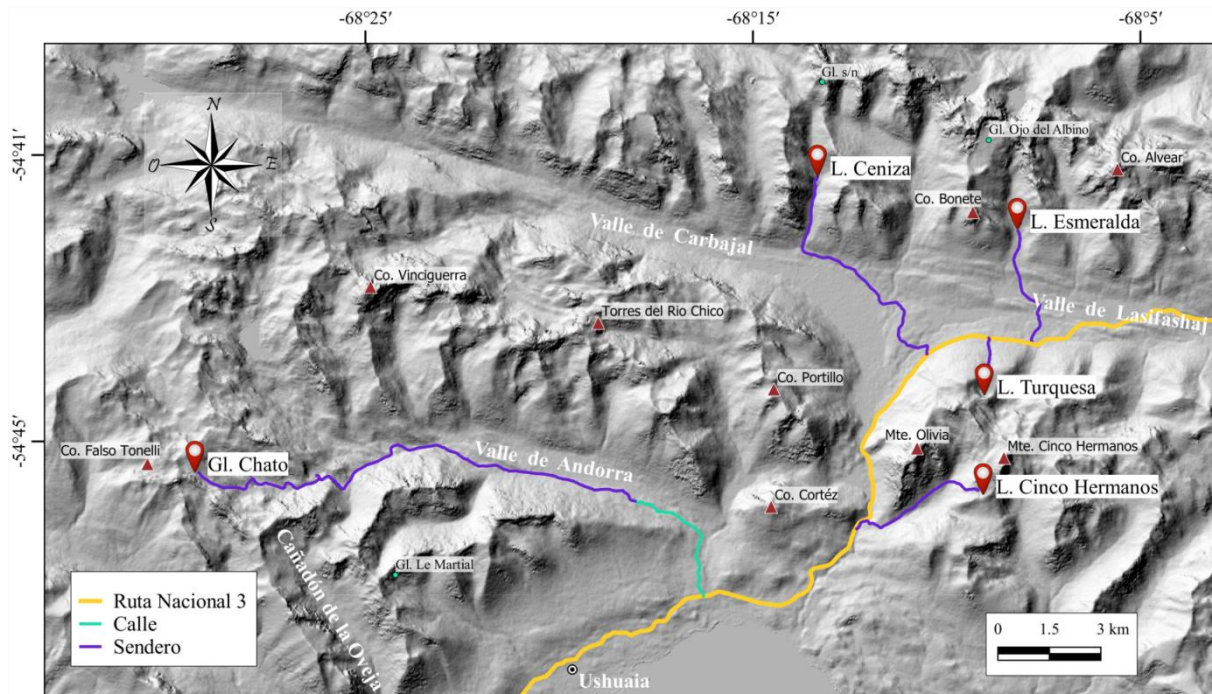 -68°25′
-68°15′
-68°5′
-54°41′
-54°45′
N
O
E
S
Gl. s/n
Gl. Ojo del Albino
L. Ceniza
Co. Alvear
Co. Bonete
L. Esmeralda
Valle de Carbajal
Co. Vinciguerra
Valle de Lasifashaj
Torres del Rio Chico
Co. Portillo
L. Turquesa
Mte. Olivia
Co. Falso Tonelli
Gl. Chato
Valle de Andorra
Mte. Cinco Hermanos
L. Cinco Hermanos
Co. Cortéz
Cañadón de la Oveja
Gl. Le Martial
Ruta Nacional 3
Calle
Sendero
0 1.5 3 km
Ushuaia